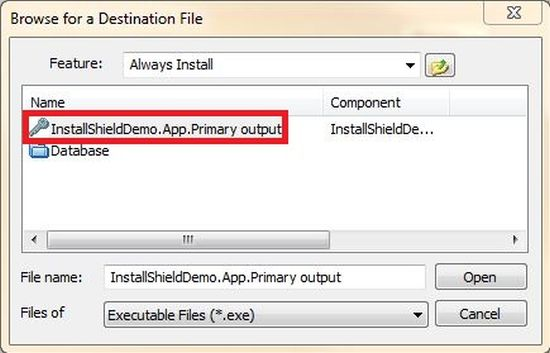 Browse for a Destination File
Feature: Always Install
Name Component
InstallShieldDemo.App.Primary output InstallShieldDe...
Database
File name: InstallShieldDemo.App.Primary output Open
Files of Executable Files (*.exe) Cancel